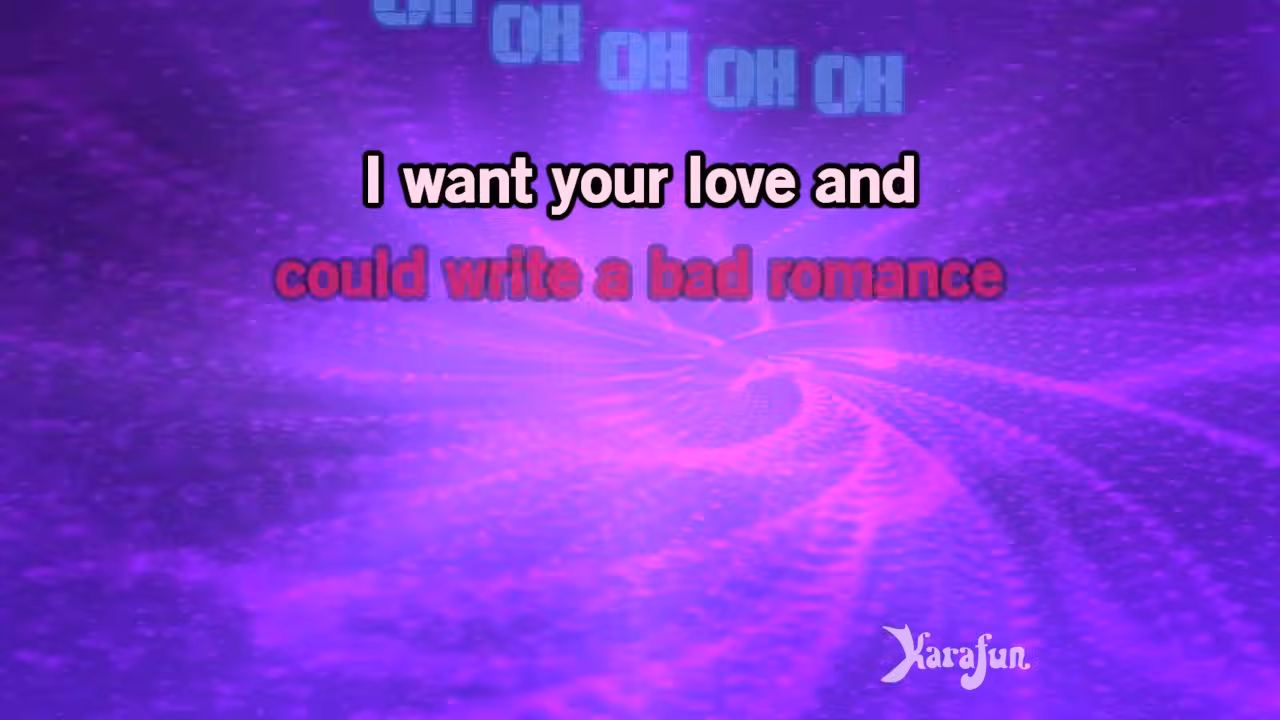 OH OH OH OH OH
I want your love and
could write a bad romance
Karafun